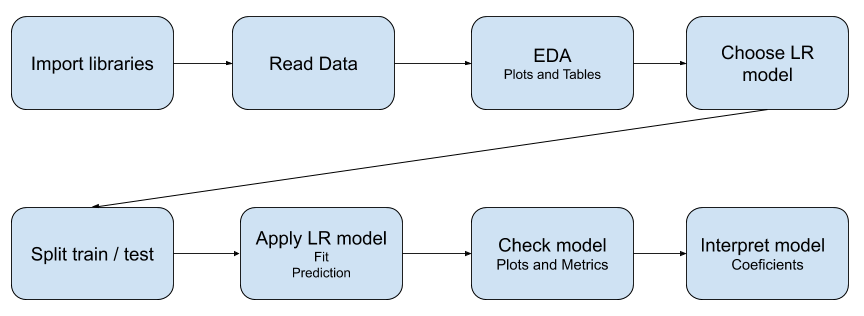 Import libraries
Read Data
EDA
Plots and Tables
Choose LR
model
Split train / test
Apply LR model
Fit
Prediction
Check model
Plots and Metrics
Interpret model
Coeficients